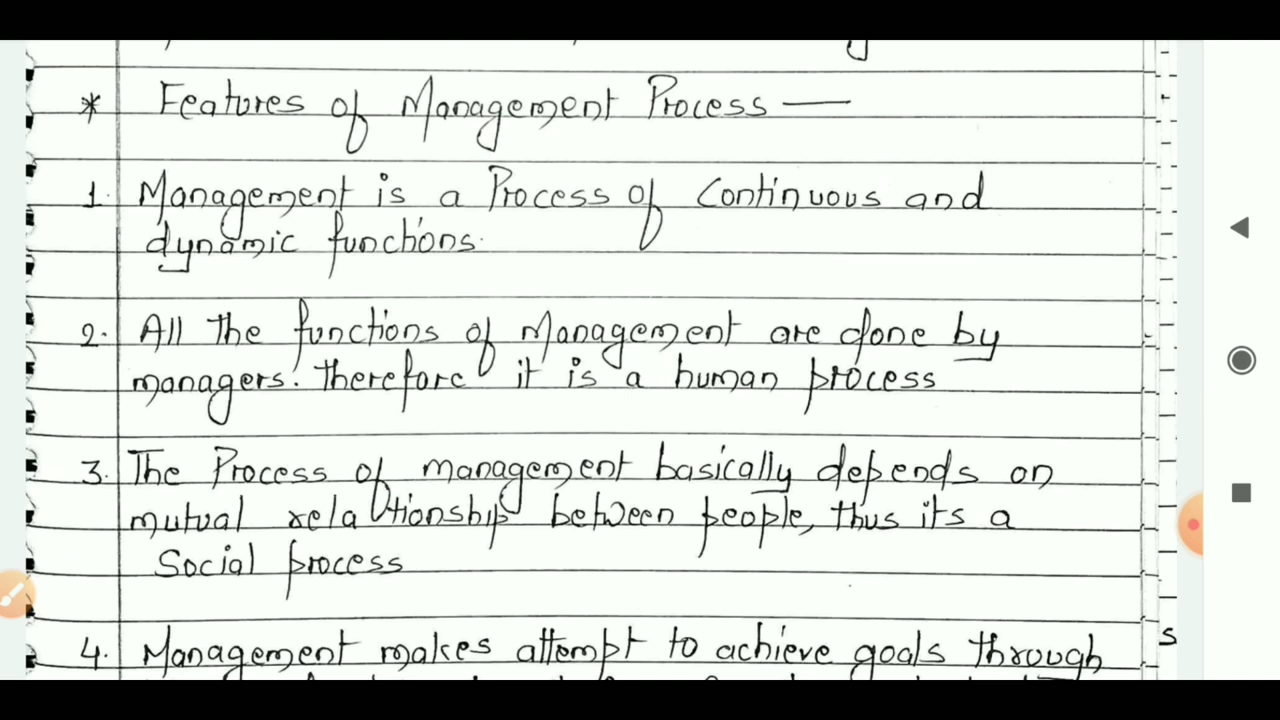 * Features of Management Process —
1. Management is a Process of Continuous and
dynamic functions.
2. All the functions of Management are done by
managers. Therefore it is a human process
3. The Process of management basically depends on
mutual relationship between people, thus its a
Social process
4. Management makes attempt to achieve goals through
s